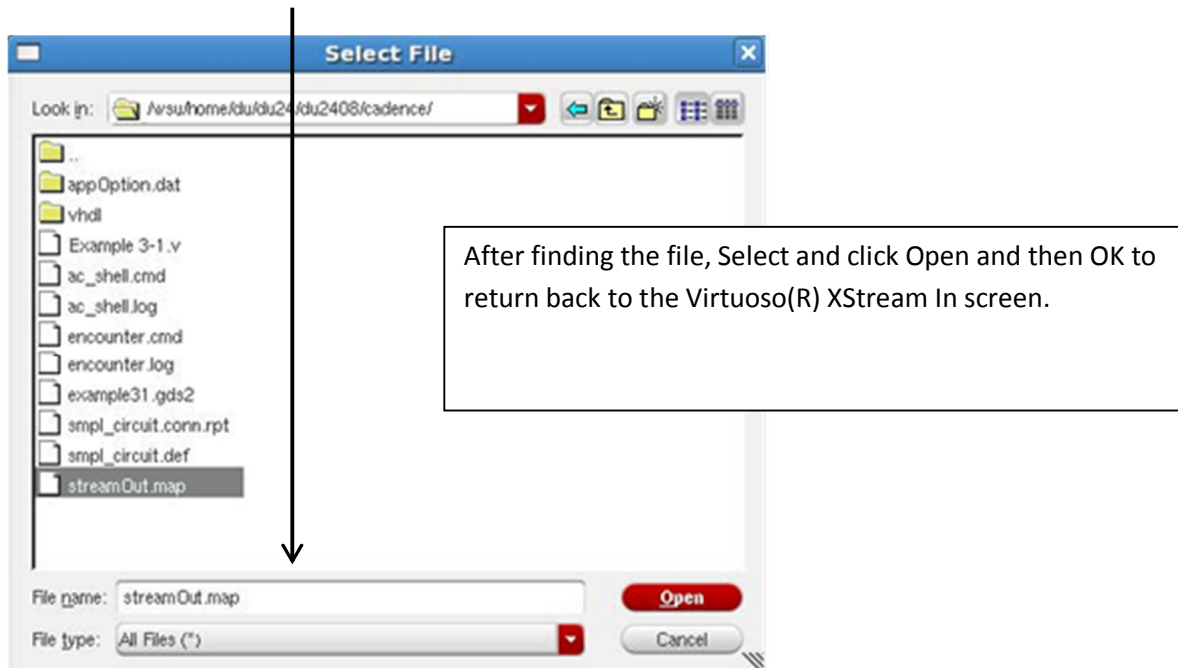 Select File
Look in: /wsu/home/du/du24/du2408/cadence/
..
appOption.dat
vhdl
Example 3-1.v
ac_shell.cmd
ac_shell.log
encounter.cmd
encounter.log
example31.gds2
smpl_circuit.conn.rpt
smpl_circuit.def
streamOut.map
After finding the file, Select and click Open and then OK to
return back to the Virtuoso(R) XStream In screen.
File name: streamOut.map Open
File type: All Files (*) Cancel